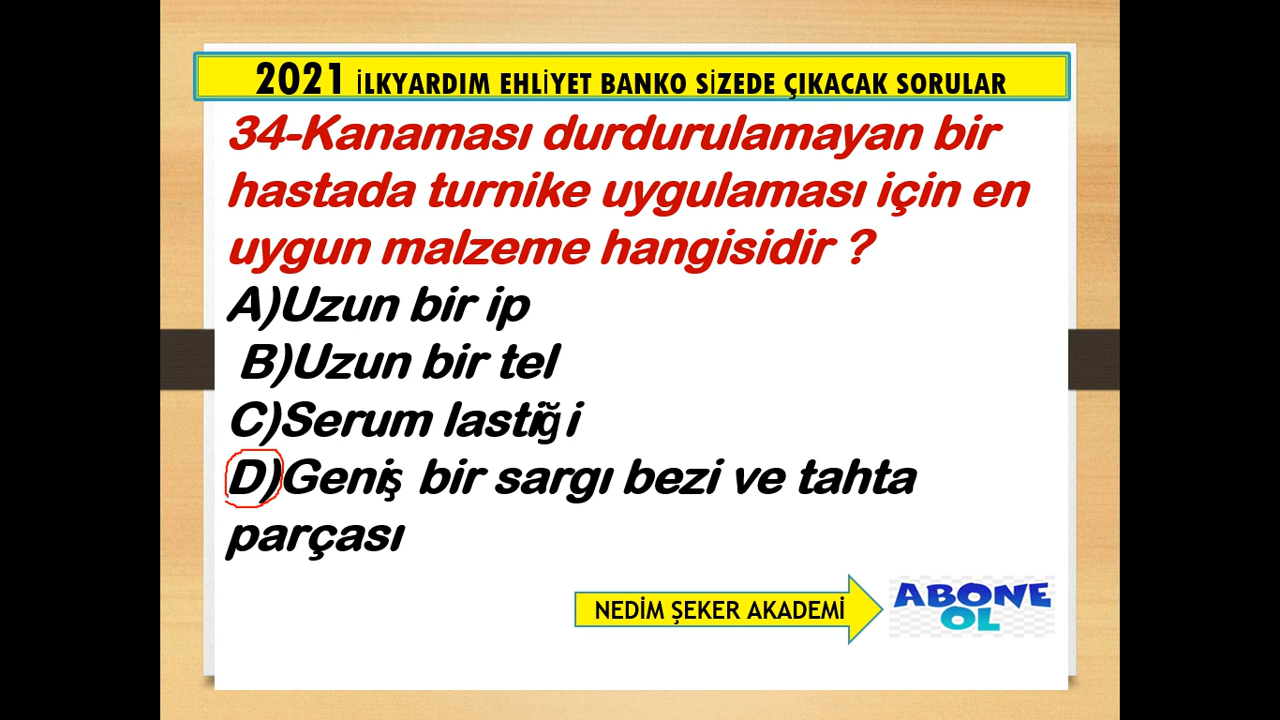 2021 İLKYARDIM EHLİYET BANKO SİZEDE ÇIKACAK SORULAR
34-Kanaması durdurulamayan bir
hastada turnike uygulaması için en
uygun malzeme hangisidir ?
A)Uzun bir ip
B)Uzun bir tel
C)Serum lastiği
D)Geniş bir sargı bezi ve tahta
parçası
NEDİM ŞEKER AKADEMİ
ABONE
OL